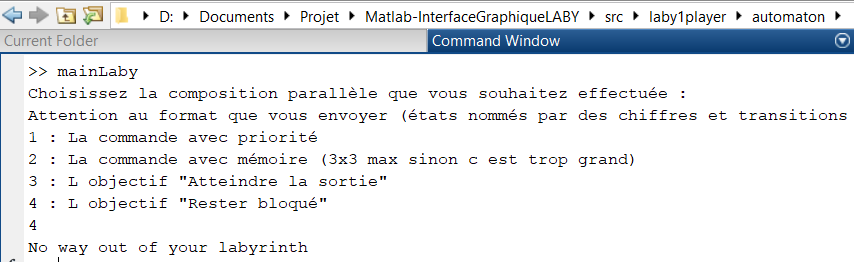 D: Documents Projet Matlab-InterfaceGraphiqueLABY src laby1player automaton
Current Folder
Command Window
>> mainLaby
Choisissez la composition parallèle que vous souhaitez effectuée :
Attention au format que vous envoyer (états nommés par des chiffres et transitions
1 : La commande avec priorité
2 : La commande avec mémoire (3x3 max sinon c est trop grand)
3 : L objectif "Atteindre la sortie"
4 : L objectif "Rester bloqué"
4
No way out of your labyrinth